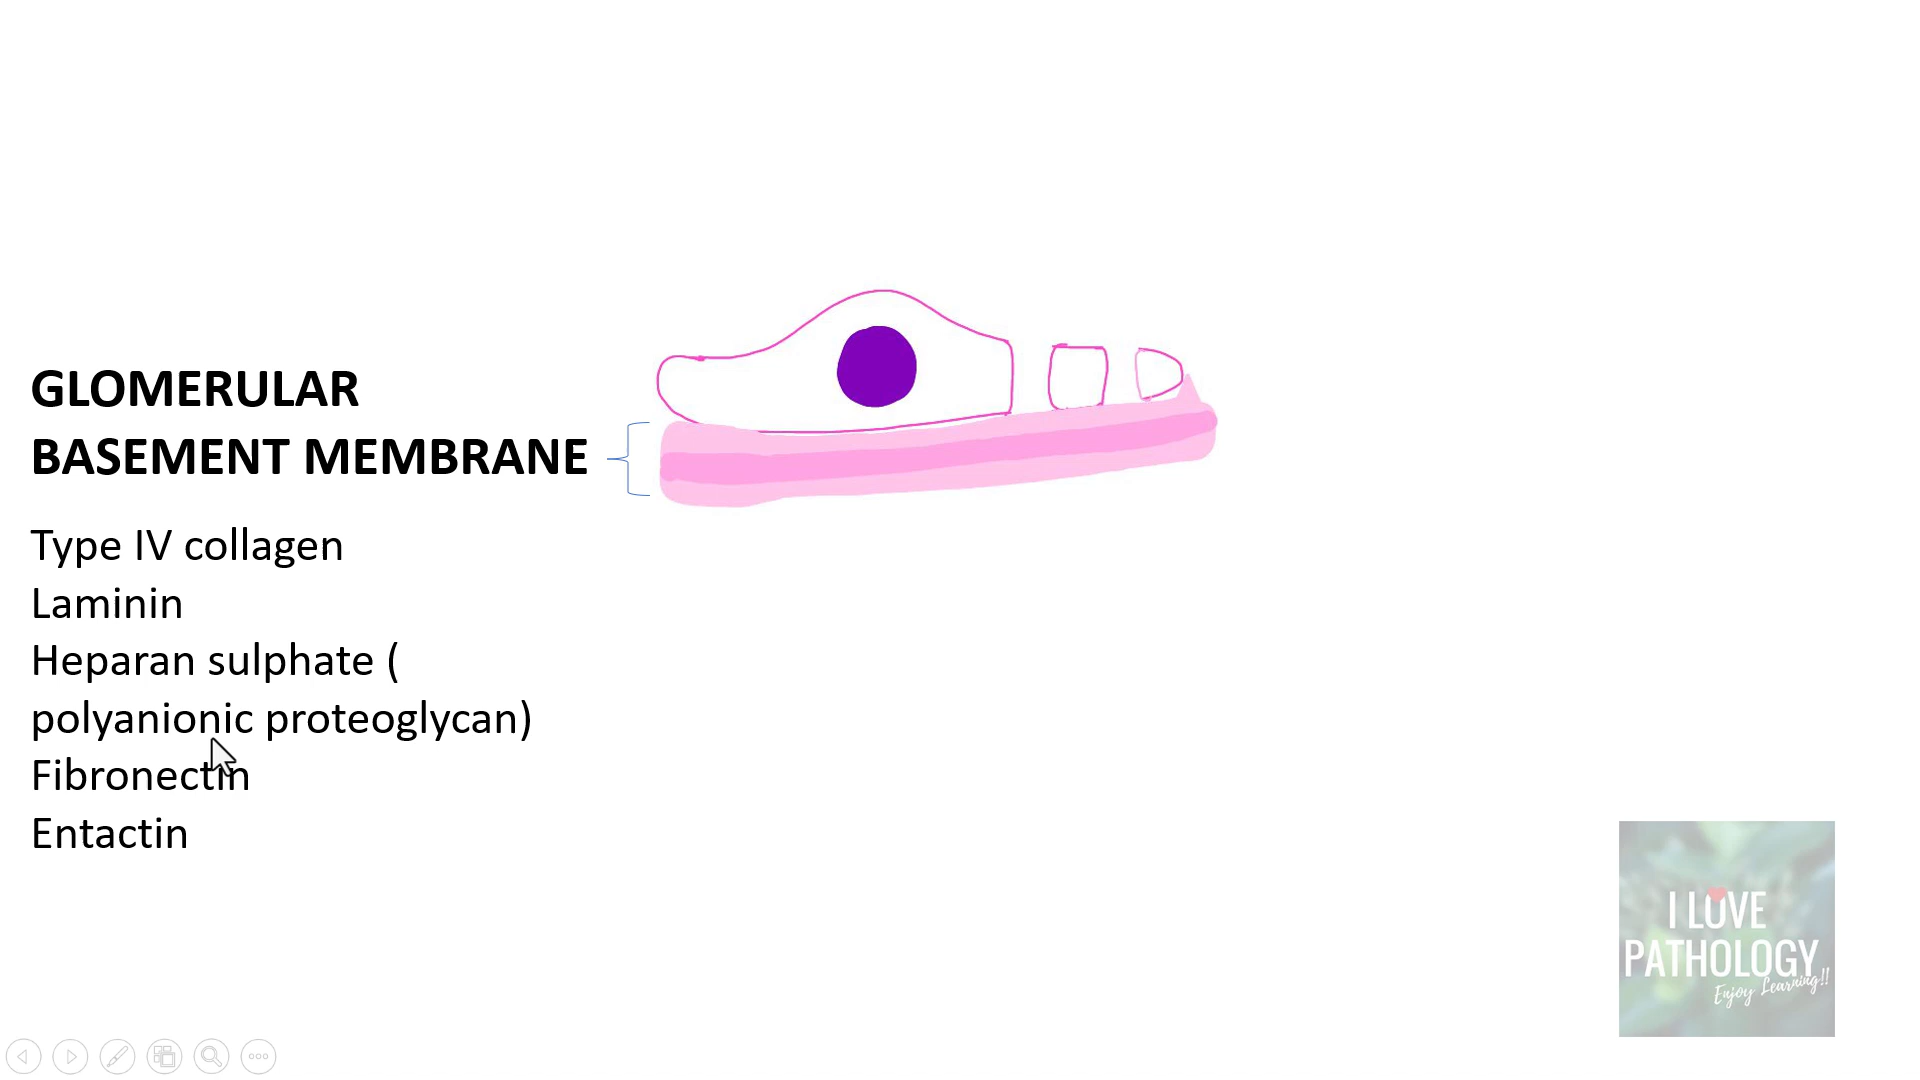 GLOMERULAR
BASEMENT MEMBRANE
Type IV collagen
Laminin
Heparan sulphate (
polyanionic proteoglycan)
Fibronectin
Entactin
I LOVE
PATHOLOGY
Enjoy Learning!!